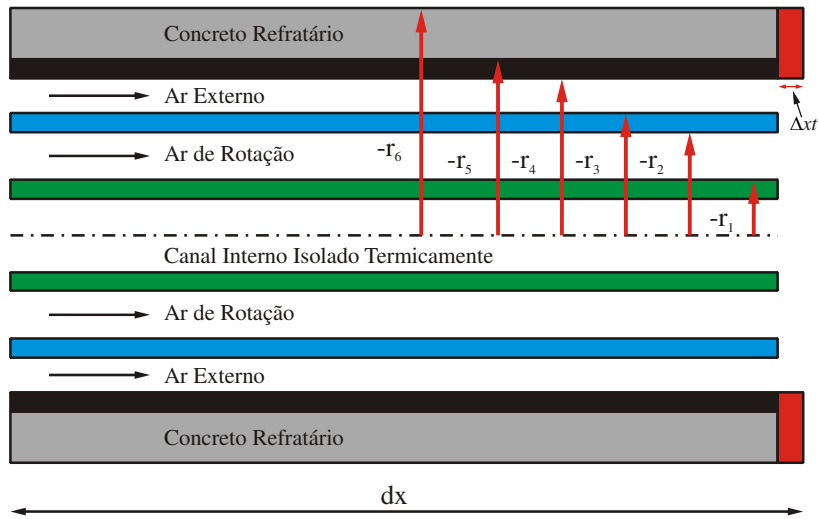 Concreto Refratário
Ar Externo
Δxt
Ar de Rotação
-r₆
-r₅
-r₄
-r₃
-r₂
-r₁
Canal Interno Isolado Termicamente
Ar de Rotação
Ar Externo
Concreto Refratário
dx